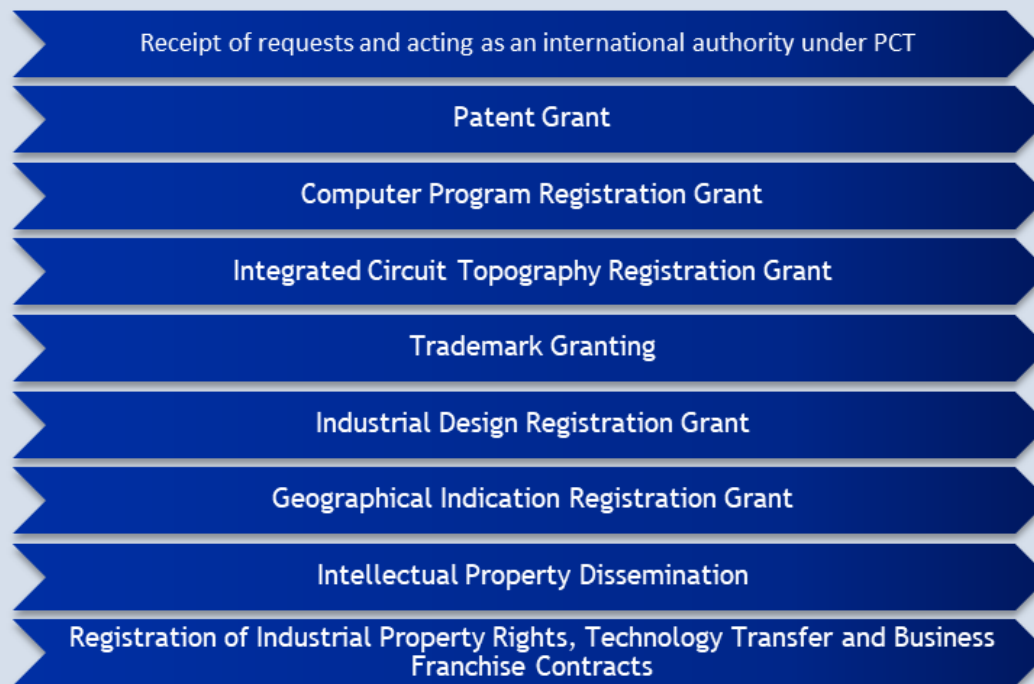 Receipt of requests and acting as an international authority under PCT
Patent Grant
Computer Program Registration Grant
Integrated Circuit Topography Registration Grant
Trademark Granting
Industrial Design Registration Grant
Geographical Indication Registration Grant
Intellectual Property Dissemination
Registration of Industrial Property Rights, Technology Transfer and Business
Franchise Contracts